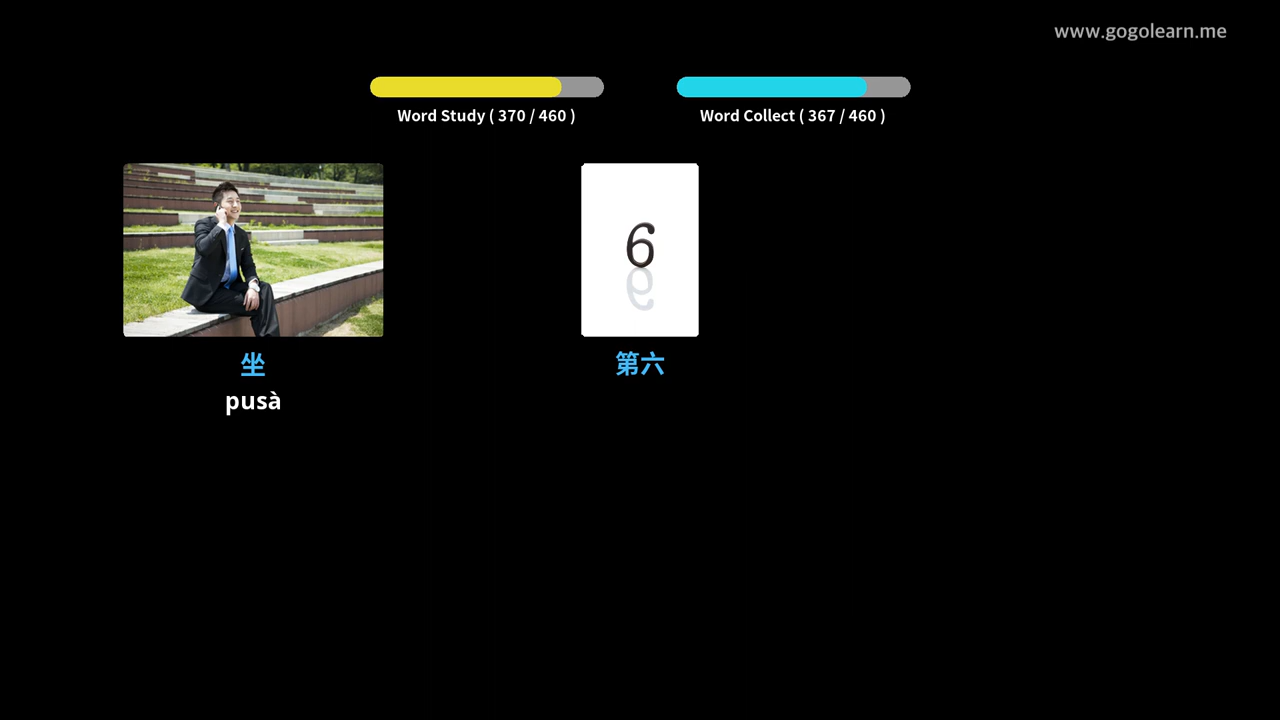 www.gogolearn.me
Word Study ( 370 / 460 )
Word Collect ( 367 / 460 )
6
坐
第六
pusà